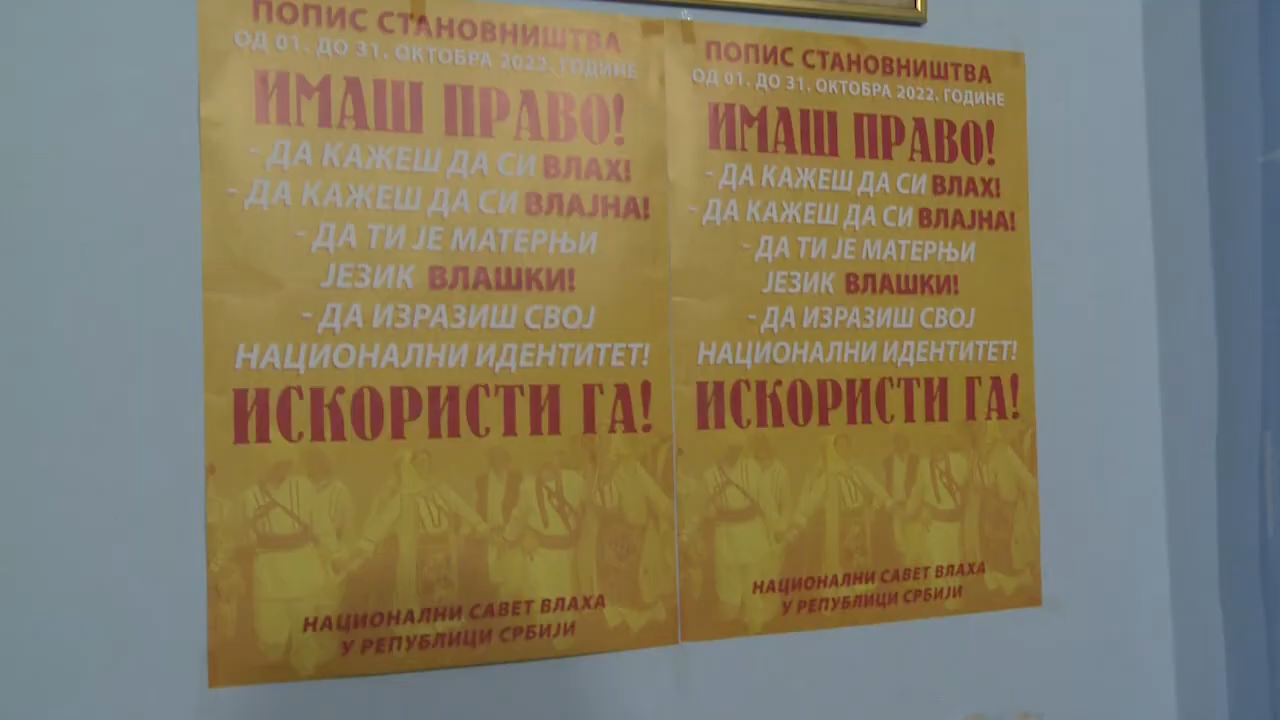 ПОПИС СТАНОВНИШТВА
ОД 01. ДО 31. ОКТОБРА 2022. ГОДИНЕ
ИМАШ ПРАВО!
- ДА КАЖЕШ ДА СИ ВЛАХ!
- ДА КАЖЕШ ДА СИ ВЛАЈНА!
- ДА ТИ ЈЕ МАТЕРЊИ
ЈЕЗИК ВЛАШКИ!
- ДА ИЗРАЗИШ СВОЈ
НАЦИОНАЛНИ ИДЕНТИТЕТ!
ИСКОРИСТИ ГА!
НАЦИОНАЛНИ САВЕТ ВЛАХА
У РЕПУБЛИЦИ СРБИЈИ
ПОПИС СТАНОВНИШТВА
ОД 01. ДО 31. ОКТОБРА 2022. ГОДИНЕ
ИМАШ ПРАВО!
- ДА КАЖЕШ ДА СИ ВЛАХ!
- ДА КАЖЕШ ДА СИ ВЛАЈНА!
- ДА ТИ ЈЕ МАТЕРЊИ
ЈЕЗИК ВЛАШКИ!
- ДА ИЗРАЗИШ СВОЈ
НАЦИОНАЛНИ ИДЕНТИТЕТ!
ИСКОРИСТИ ГА!
НАЦИОНАЛНИ САВЕТ ВЛАХА
У РЕПУБЛИЦИ СРБИЈИ